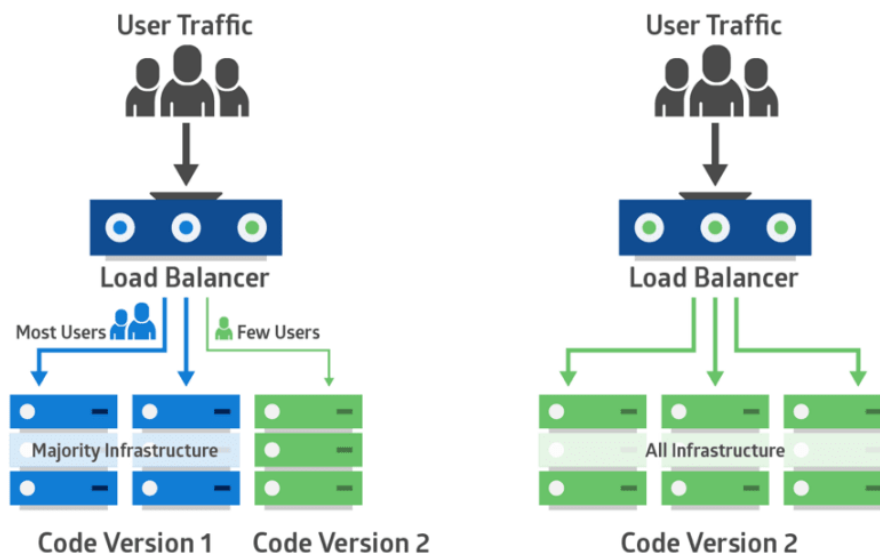 User Traffic
User Traffic
Load Balancer
Load Balancer
Most Users
Few Users
Majority Infrastructure
All Infrastructure
Code Version 1
Code Version 2
Code Version 2